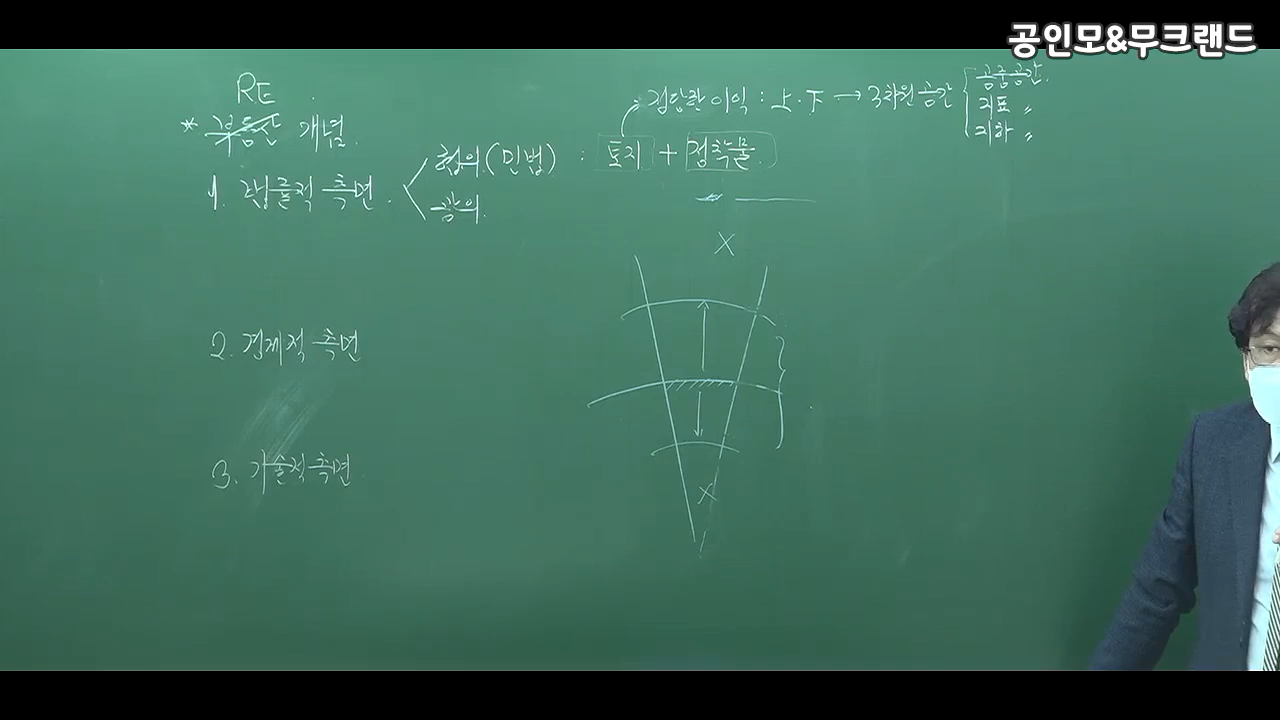 공인모&무크랜드
RE
* 부동산 개념.
1. 법률적 측면.
협의(민법) : 토지 + 정착물.
광의.
정당한 이익 : 上·下 → 3차원 공간
공중공간.
지표 〃
지하 〃
X
2. 경제적 측면
X
3. 기술적 측면.